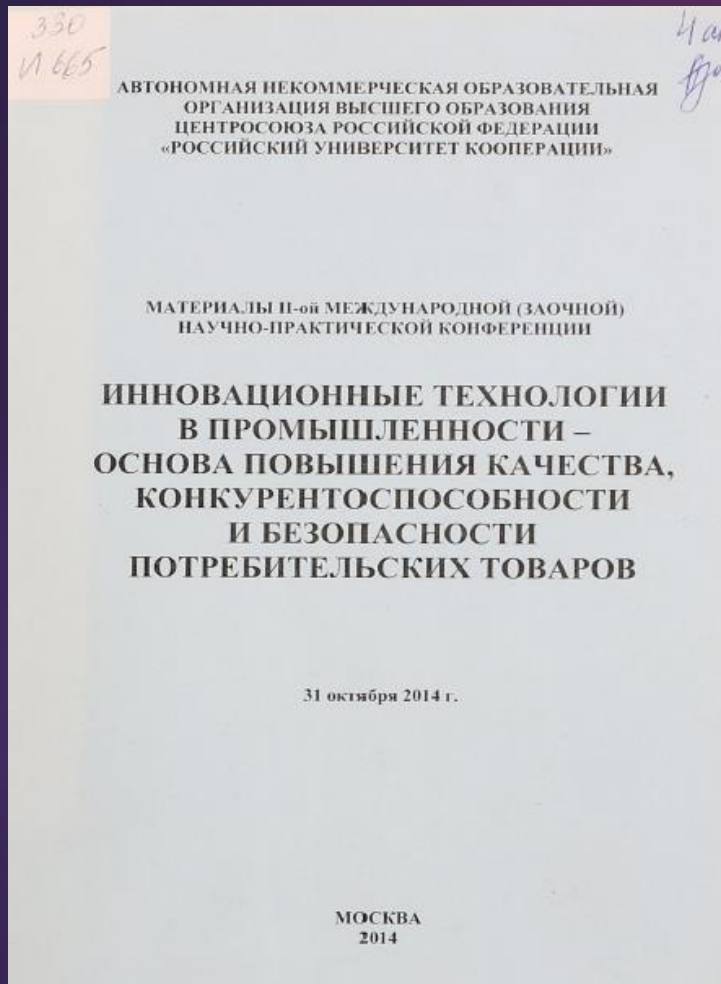 330
И 665
АВТОНОМНАЯ НЕКОММЕРЧЕСКАЯ ОБРАЗОВАТЕЛЬНАЯ
ОРГАНИЗАЦИЯ ВЫСШЕГО ОБРАЗОВАНИЯ
ЦЕНТРОСОЮЗА РОССИЙСКОЙ ФЕДЕРАЦИИ
«РОССИЙСКИЙ УНИВЕРСИТЕТ КООПЕРАЦИИ»
МАТЕРИАЛЫ II-ой МЕЖДУНАРОДНОЙ (ЗАОЧНОЙ)
НАУЧНО-ПРАКТИЧЕСКОЙ КОНФЕРЕНЦИИ
ИННОВАЦИОННЫЕ ТЕХНОЛОГИИ
В ПРОМЫШЛЕННОСТИ –
ОСНОВА ПОВЫШЕНИЯ КАЧЕСТВА,
КОНКУРЕНТОСПОСОБНОСТИ
И БЕЗОПАСНОСТИ
ПОТРЕБИТЕЛЬСКИХ ТОВАРОВ
31 октября 2014 г.
МОСКВА
2014